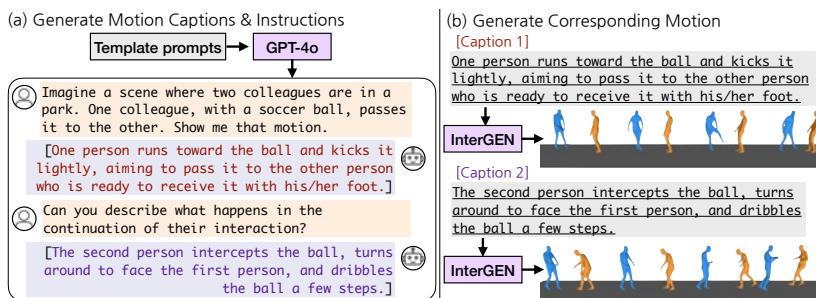 (a) Generate Motion Captions & Instructions
Template prompts
GPT-4o
Imagine a scene where two colleagues are in a
park. One colleague, with a soccer ball, passes
it to the other. Show me that motion.
[One person runs toward the ball and kicks it
lightly, aiming to pass it to the other person
who is ready to receive it with his/her foot.]
Can you describe what happens in the
continuation of their interaction?
[The second person intercepts the ball, turns
around to face the first person, and dribbles
the ball a few steps.]
(b) Generate Corresponding Motion
[Caption 1]
One person runs toward the ball and kicks it
lightly, aiming to pass it to the other person
who is ready to receive it with his/her foot.
InterGEN
[Caption 2]
The second person intercepts the ball, turns
around to face the first person, and dribbles
the ball a few steps.
InterGEN